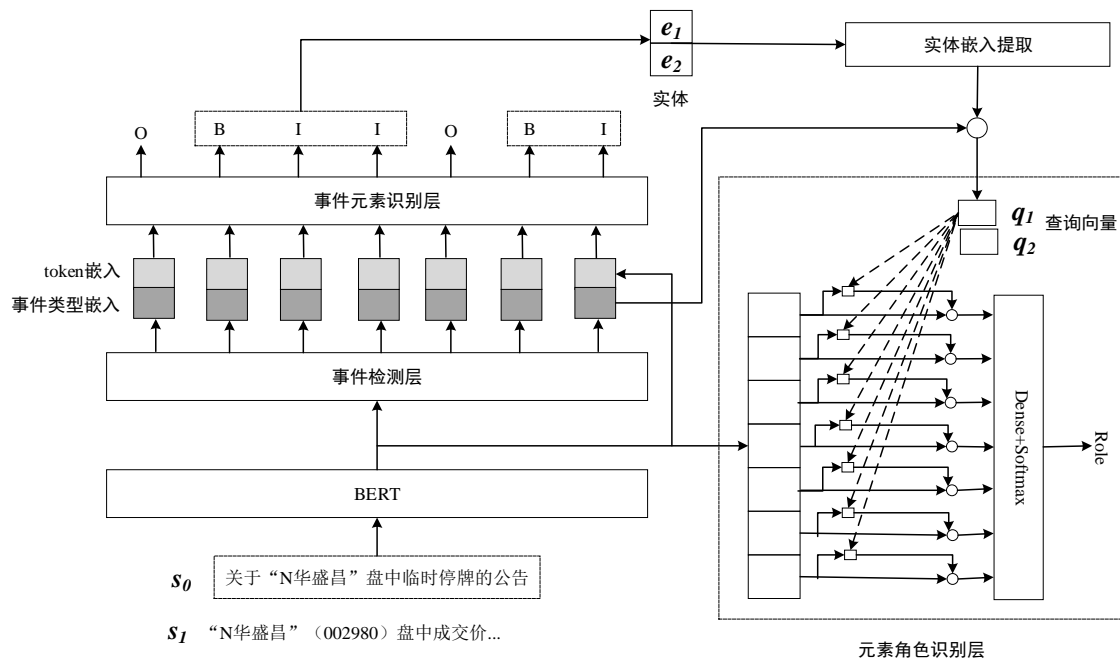 e1
e2
实体
实体嵌入提取
O B I I O B I
事件元素识别层
q1 查询向量
q2
token嵌入
事件类型嵌入
事件检测层
BERT
Dense+Softmax
Role
s0 关于“N华盛昌”盘中临时停牌的公告
s1 “N华盛昌”（002980）盘中成交价...
元素角色识别层